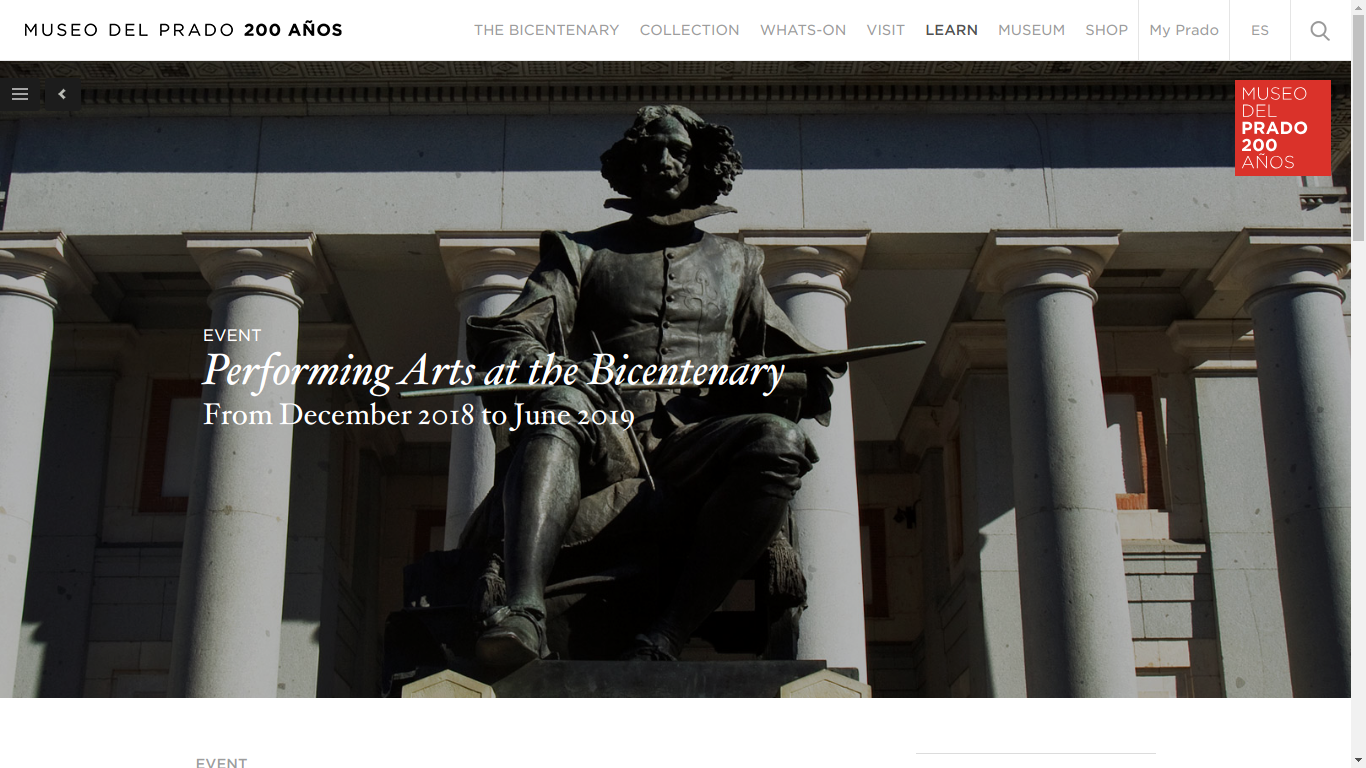 MUSEO DEL PRADO 200 AÑOS
THE BICENTENARY COLLECTION WHATS-ON VISIT LEARN MUSEUM SHOP My Prado ES
MUSEO
DEL
PRADO
200
AÑOS
EVENT
Performing Arts at the Bicentenary
From December 2018 to June 2019
EVENT